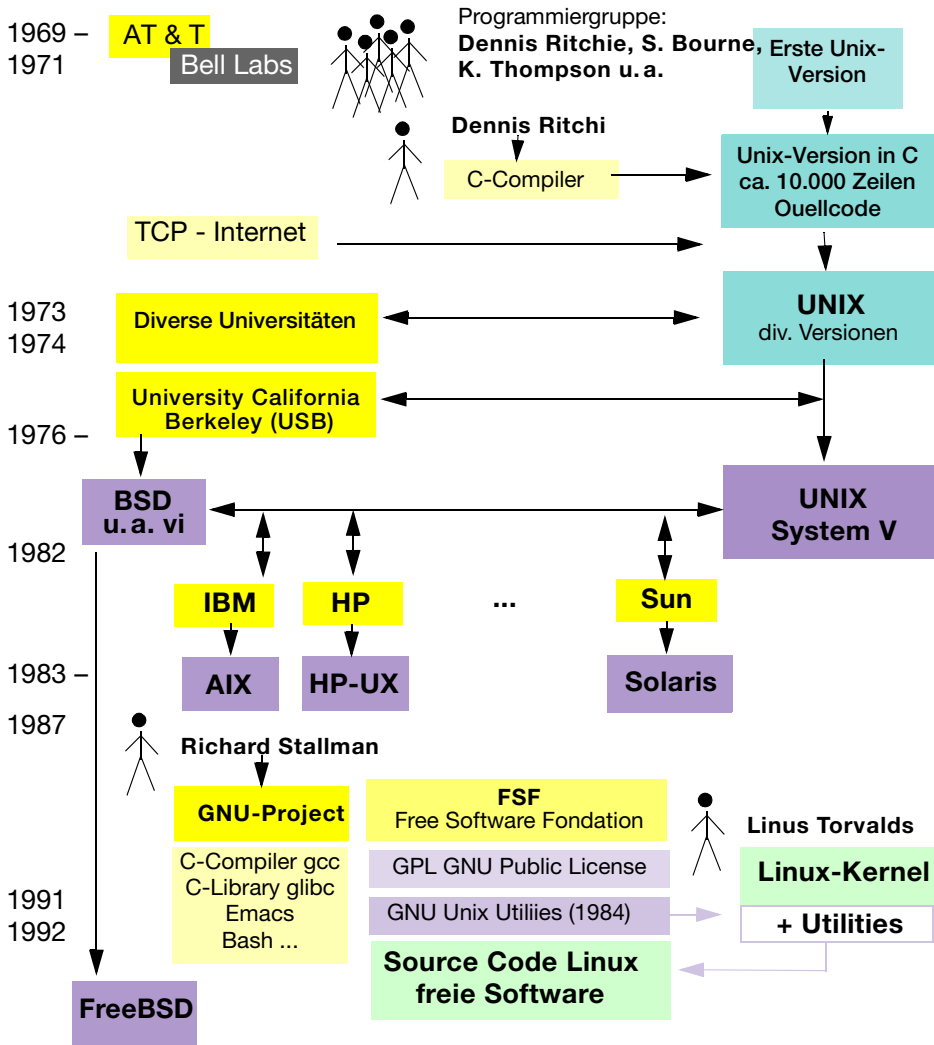 1969 –
1971
AT & T
Bell Labs
Programmiergruppe:
Dennis Ritchie, S. Bourne,
K. Thompson u. a.
Erste Unix-
Version
Dennis Ritchi
C-Compiler
Unix-Version in C
ca. 10.000 Zeilen
Ouellcode
TCP - Internet
1973
1974
Diverse Universitäten
UNIX
div. Versionen
University California
Berkeley (USB)
1976 –
BSD
u. a. vi
UNIX
System V
1982
IBM
HP
...
Sun
AIX
HP-UX
Solaris
1983 –
1987
Richard Stallman
GNU-Project
FSF
Free Software Fondation
Linus Torvalds
C-Compiler gcc
C-Library glibc
Emacs
Bash ...
GPL GNU Public License
Linux-Kernel
1991
1992
GNU Unix Utiliies (1984)
+ Utilities
Source Code Linux
freie Software
FreeBSD